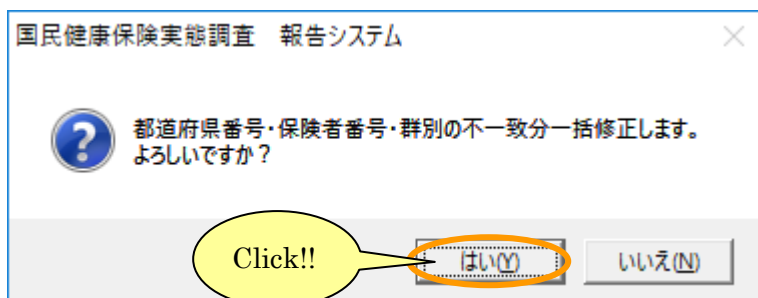 国民健康保険実態調査　報告システム
都道府県番号・保険者番号・群別の不一致分一括修正します。
よろしいですか？
Click!!
はい(Y)
いいえ(N)